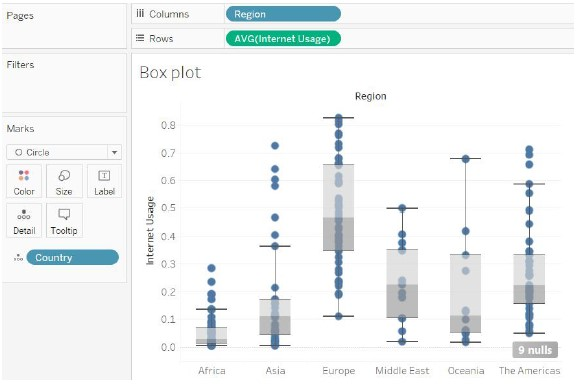 Pages
Columns
Region
Rows
AVG(Internet Usage)
Filters
Marks
Circle
Color
Size
Label
Detail
Tooltip
Country
Box plot
Region
Internet Usage
0.8
0.7
0.6
0.5
0.4
0.3
0.2
0.1
0.0
9 nulls
Africa Asia Europe Middle East Oceania The Americas